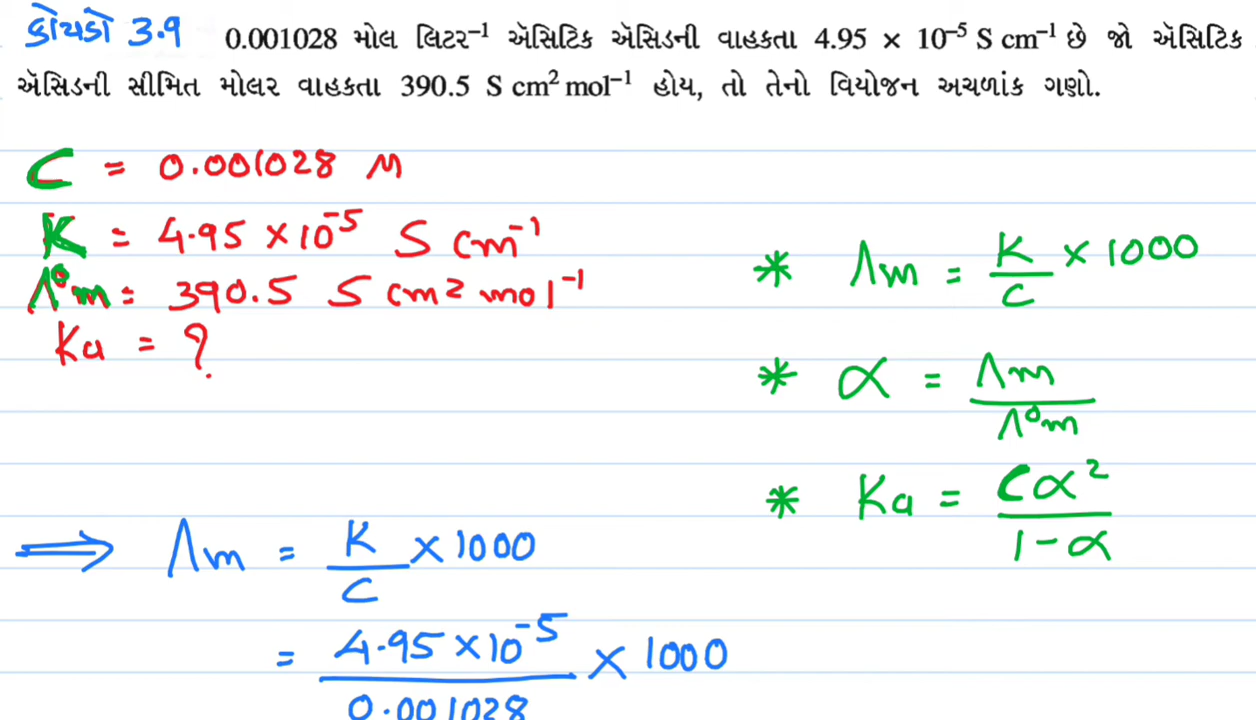 કોયડો 3.9 0.001028 મોલ લિટર⁻¹ ઍસિટિક ઍસિડની વાહકતા 4.95 × 10⁻⁵ S cm⁻¹ છે જો ઍસિટિક
ઍસિડની સીમિત મોલર વાહકતા 390.5 S cm² mol⁻¹ હોય, તો તેનો વિયોજન અચળાંક ગણો.
C = 0.001028 M
K = 4.95 × 10⁻⁵ S cm⁻¹
Λ⁰m = 390.5 S cm2 mol⁻¹
Ka = ?
* Λm = K/C × 1000
* α = Λm/Λ⁰m
* Ka = Cα²/1-α
⇒ Λm = K/C × 1000
= 4.95 × 10⁻⁵/0.001028 × 1000